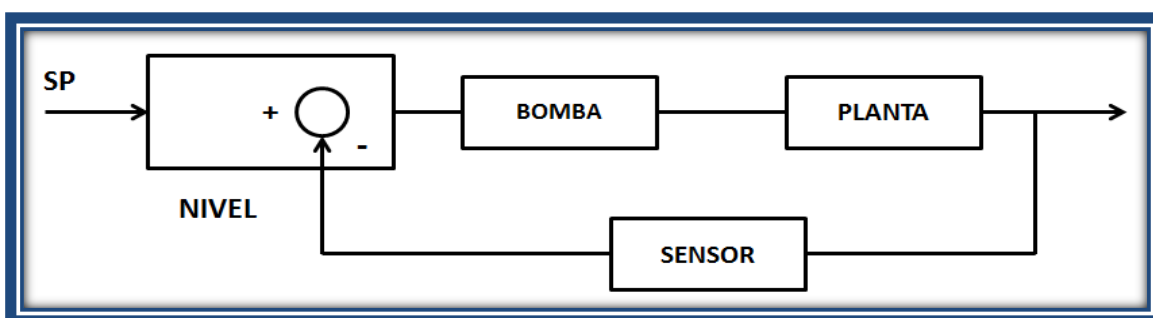 SP
+
-
BOMBA
PLANTA
NIVEL
SENSOR